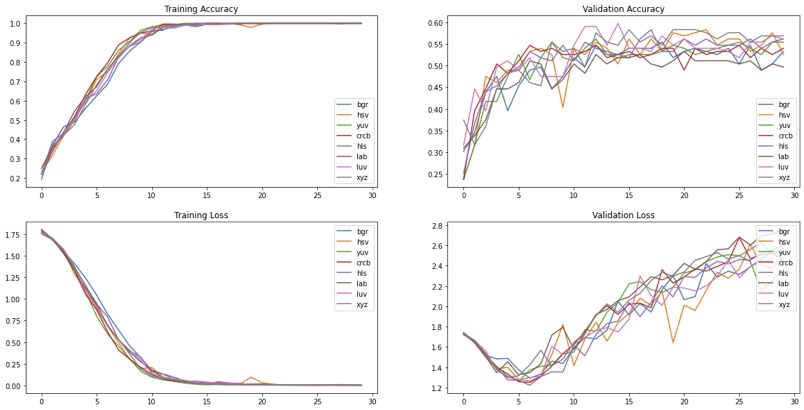 Training Accuracy
1.0
0.9
0.8
0.7
0.6
0.5
0.4
0.3
0.2
bgr
hsv
yuv
crcb
hls
lab
luv
xyz
0 5 10 15 20 25 30
Validation Accuracy
0.60
0.55
0.50
0.45
0.40
0.35
0.30
0.25
bgr
hsv
yuv
crcb
hls
lab
luv
xyz
0 5 10 15 20 25 30
Training Loss
1.75
1.50
1.25
1.00
0.75
0.50
0.25
0.00
bgr
hsv
yuv
crcb
hls
lab
luv
xyz
0 5 10 15 20 25 30
Validation Loss
2.8
2.6
2.4
2.2
2.0
1.8
1.6
1.4
1.2
bgr
hsv
yuv
crcb
hls
lab
luv
xyz
0 5 10 15 20 25 30